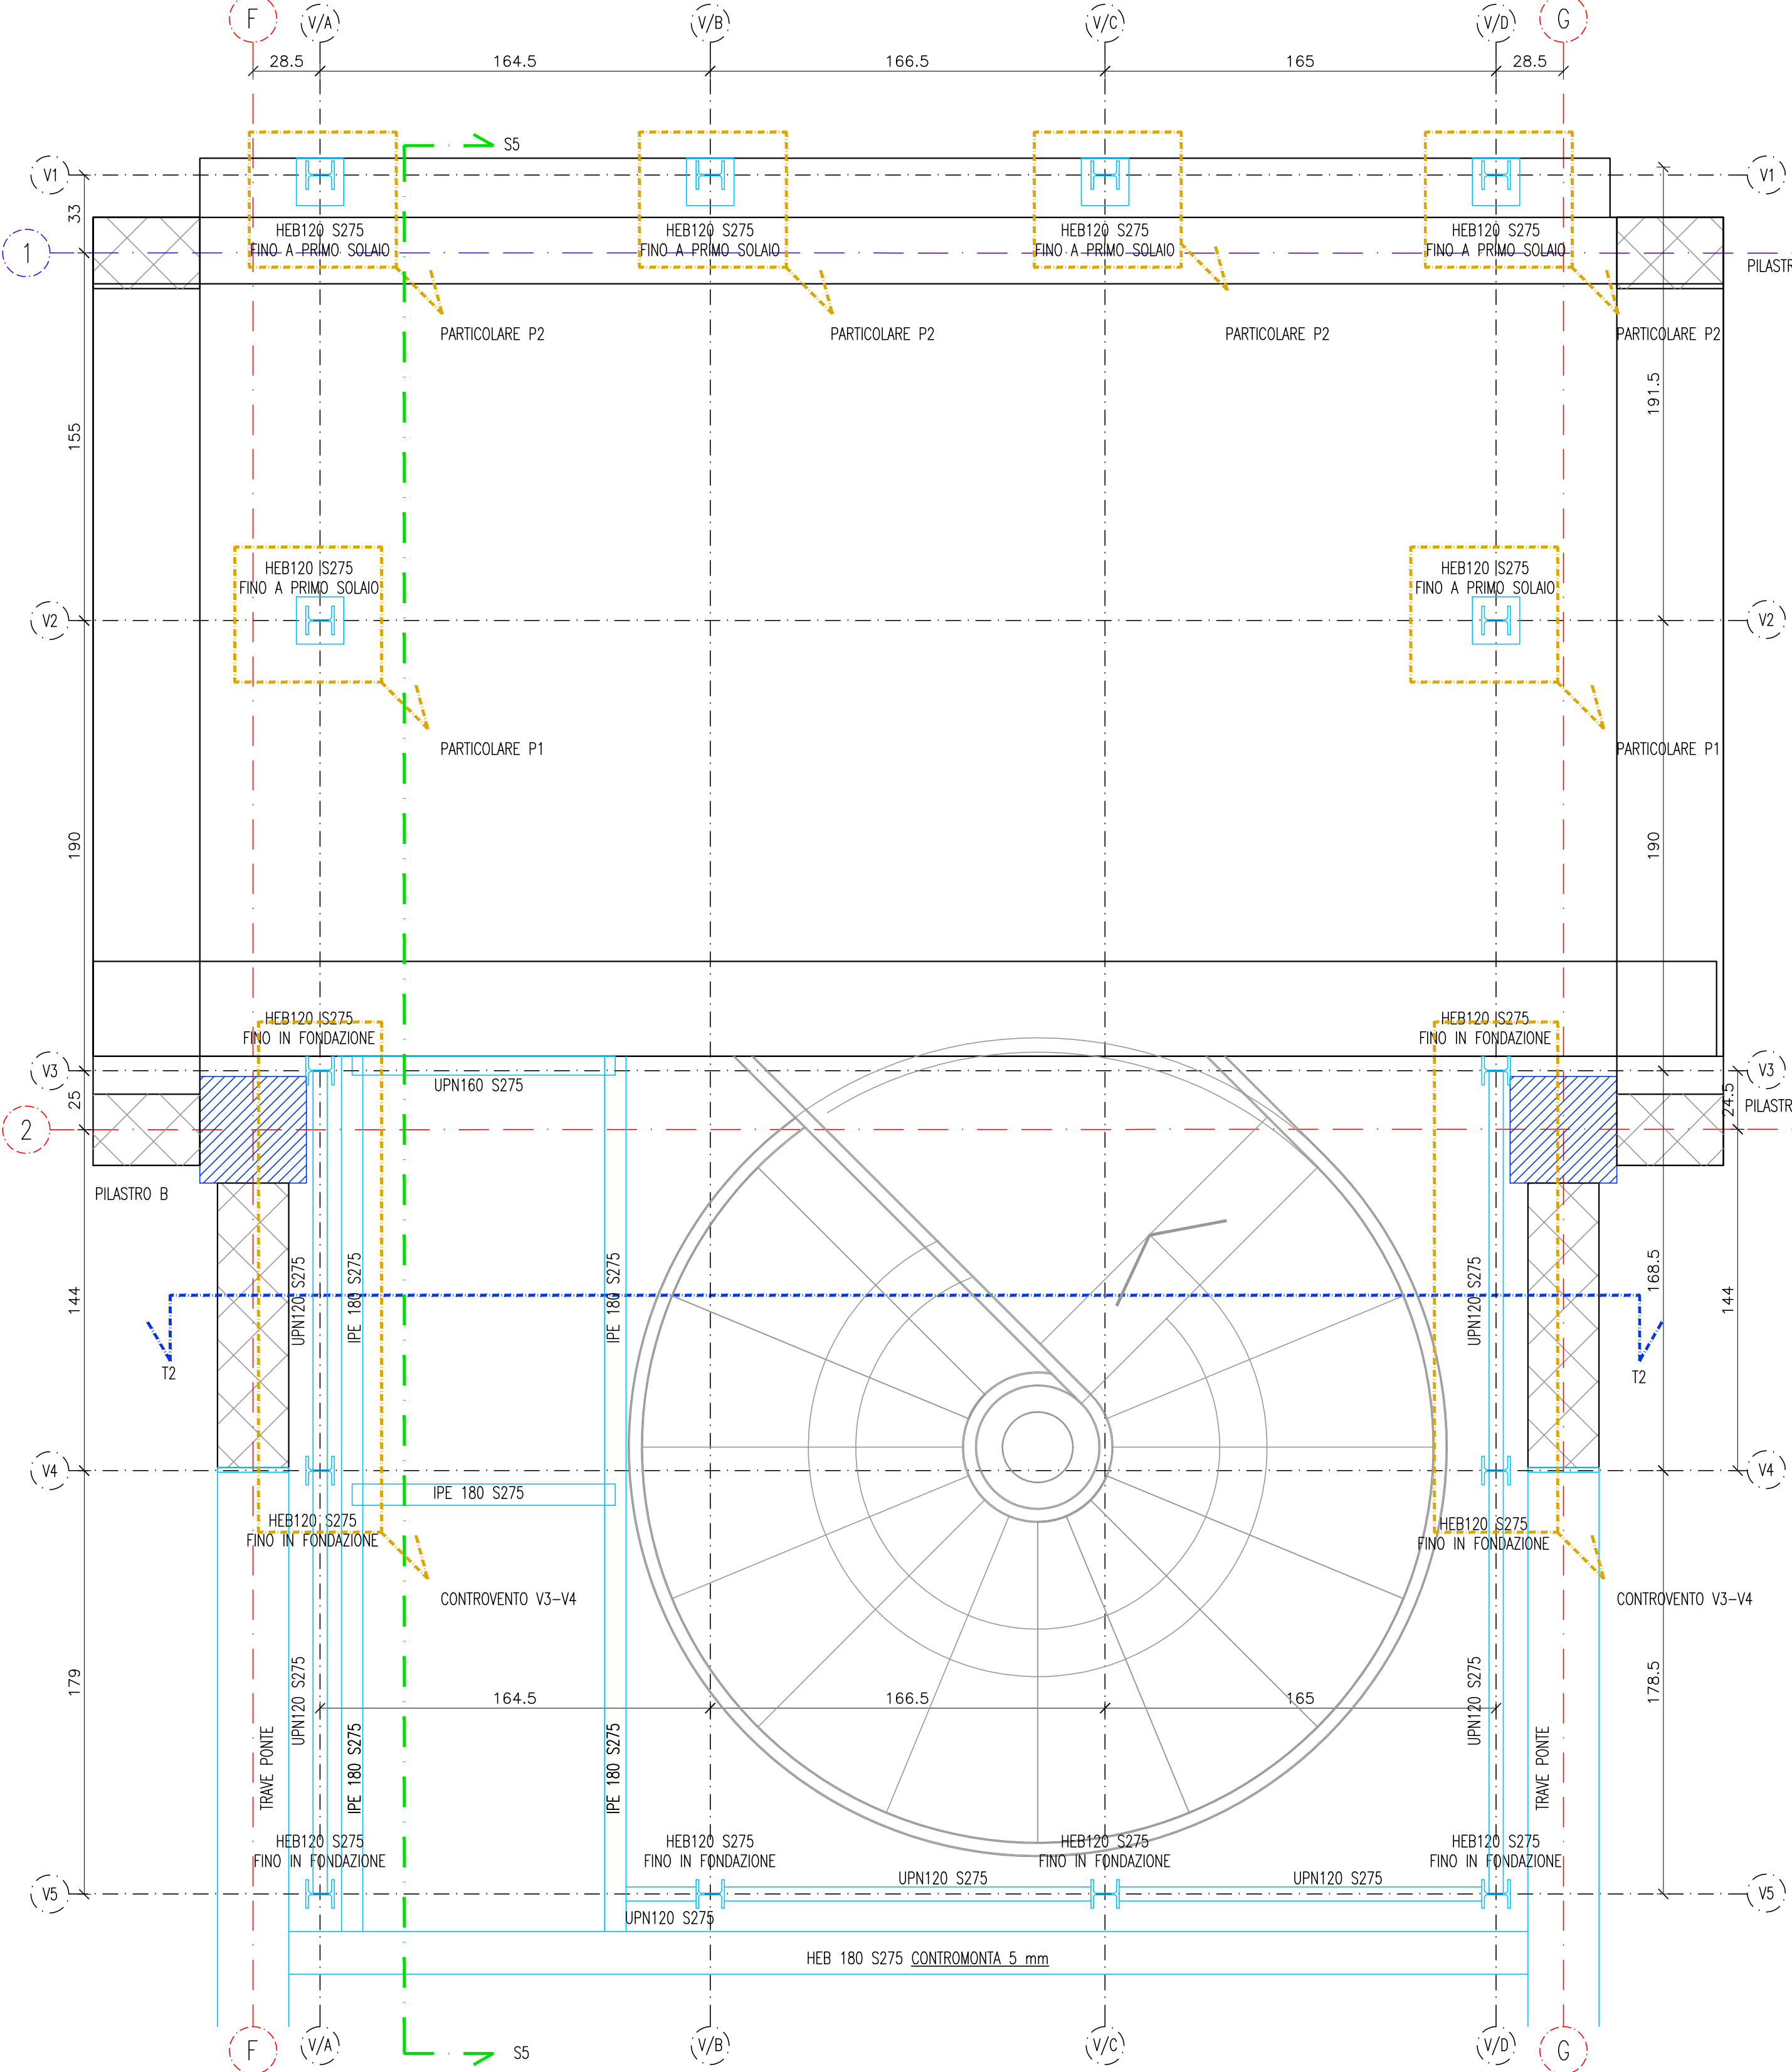 F
V/A
V/B
V/C
V/D
G
28.5
164.5
166.5
165
28.5
S5
V1
V1
33
HEB120 S275
FINO A PRIMO SOLAIO
HEB120 S275
FINO A PRIMO SOLAIO
HEB120 S275
FINO A PRIMO SOLAIO
HEB120 S275
FINO A PRIMO SOLAIO
1
PILASTR
PARTICOLARE P2
PARTICOLARE P2
PARTICOLARE P2
PARTICOLARE P2
155
191.5
HEB120 S275
FINO A PRIMO SOLAIO
HEB120 S275
FINO A PRIMO SOLAIO
V2
V2
PARTICOLARE P1
PARTICOLARE P1
190
190
HEB120 S275
FINO IN FONDAZIONE
HEB120 S275
FINO IN FONDAZIONE
V3
V3
UPN160 S275
25
24.5
PILASTR
2
PILASTRO B
144
UPN120 S275
IPE 180 S275
IPE 180 S275
UPN120 S275
168.5
144
T2
T2
V4
V4
IPE 180 S275
HEB120 S275
FINO IN FONDAZIONE
HEB120 S275
FINO IN FONDAZIONE
CONTROVENTO V3-V4
CONTROVENTO V3-V4
179
UPN120 S275
164.5
166.5
165
UPN120 S275
178.5
TRAVE PONTE
IPE 180 S275
IPE 180 S275
TRAVE PONTE
HEB120 S275
FINO IN FONDAZIONE
HEB120 S275
FINO IN FONDAZIONE
HEB120 S275
FINO IN FONDAZIONE
HEB120 S275
FINO IN FONDAZIONE
UPN120 S275
UPN120 S275
V5
V5
UPN120 S275
HEB 180 S275 CONTROMONTA 5 mm
F
V/A
S5
V/B
V/C
V/D
G